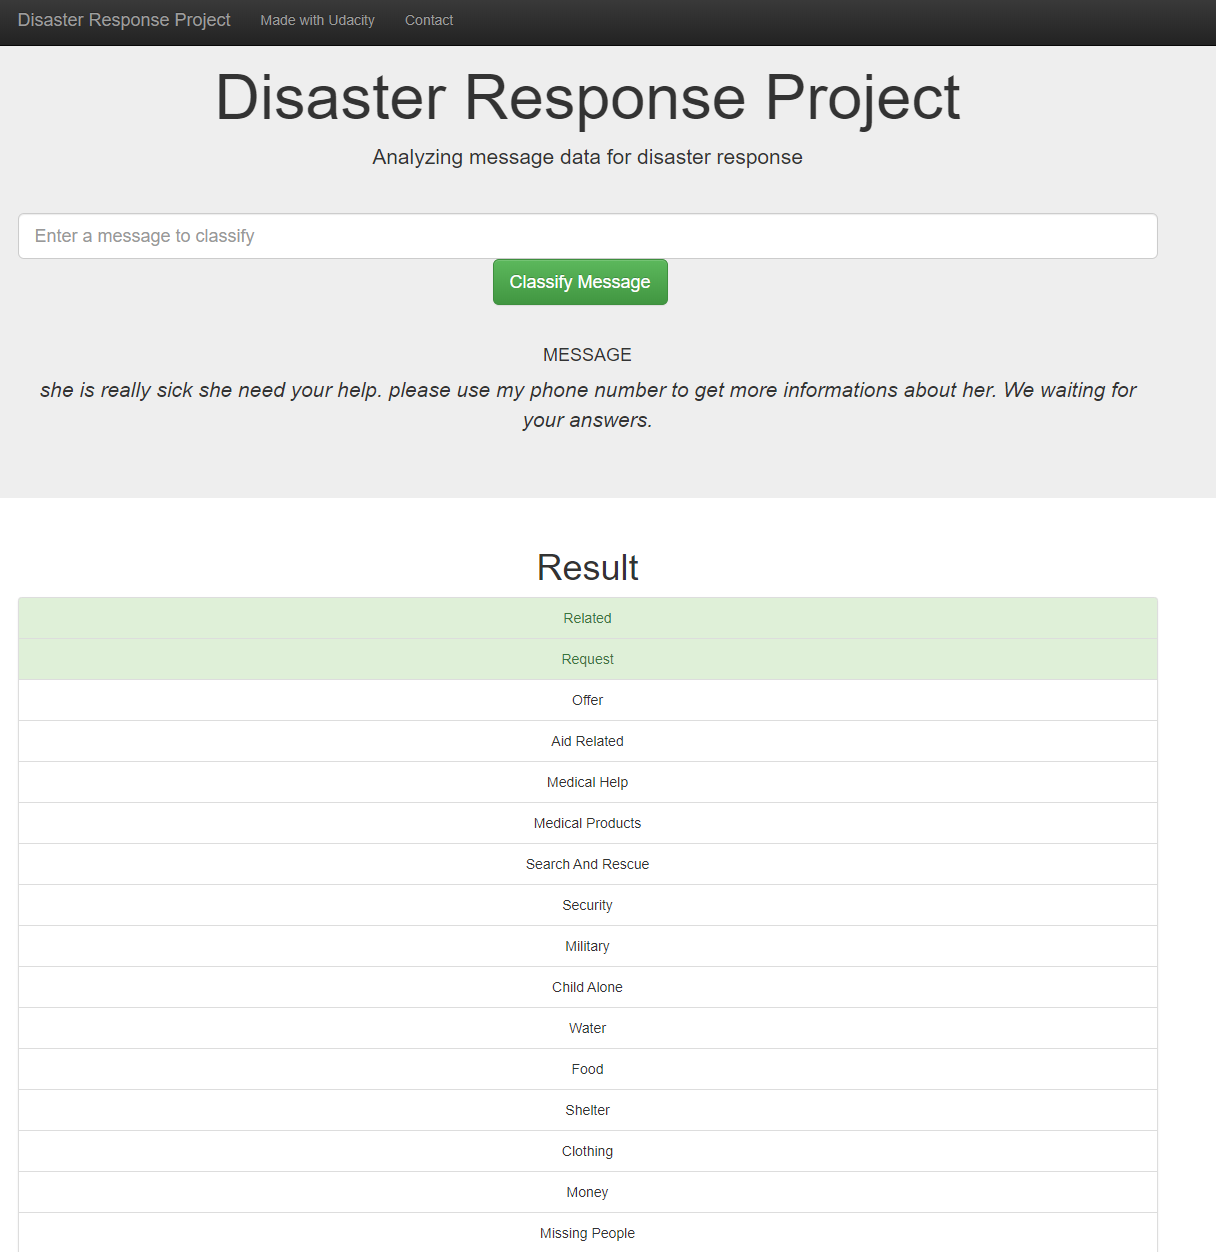 Disaster Response Project Made with Udacity Contact
Disaster Response Project
Analyzing message data for disaster response
Enter a message to classify
Classify Message
MESSAGE
she is really sick she need your help. please use my phone number to get more informations about her. We waiting for
your answers.
Result
Related
Request
Offer
Aid Related
Medical Help
Medical Products
Search And Rescue
Security
Military
Child Alone
Water
Food
Shelter
Clothing
Money
Missing People